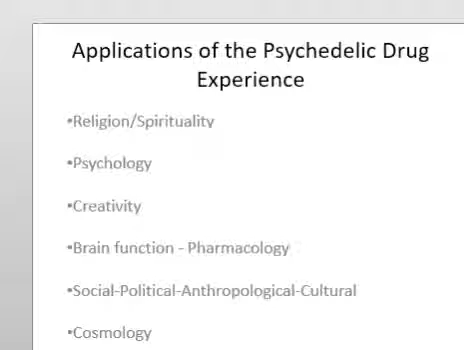 Applications of the Psychedelic Drug
Experience
•Religion/Spirituality
•Psychology
•Creativity
•Brain function - Pharmacology
•Social-Political-Anthropological-Cultural
•Cosmology